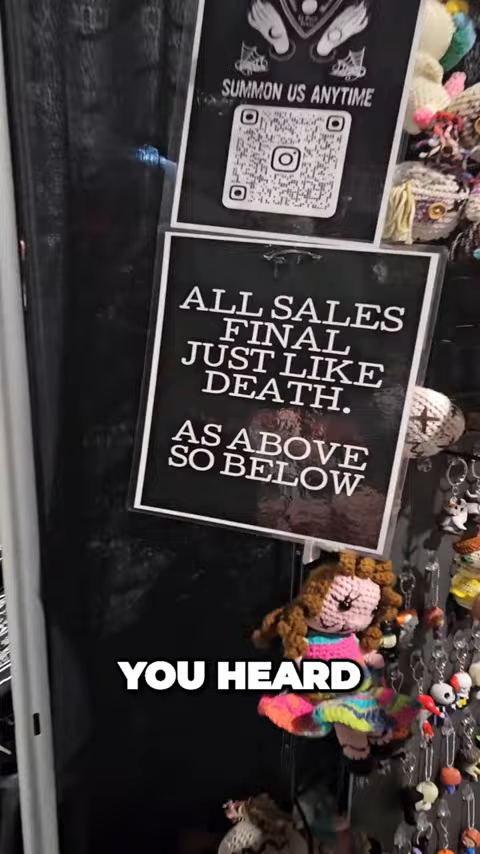 SUMMON US ANYTIME
ALL SALES
FINAL
JUST LIKE
DEATH.
AS ABOVE
SO BELOW
YOU HEARD